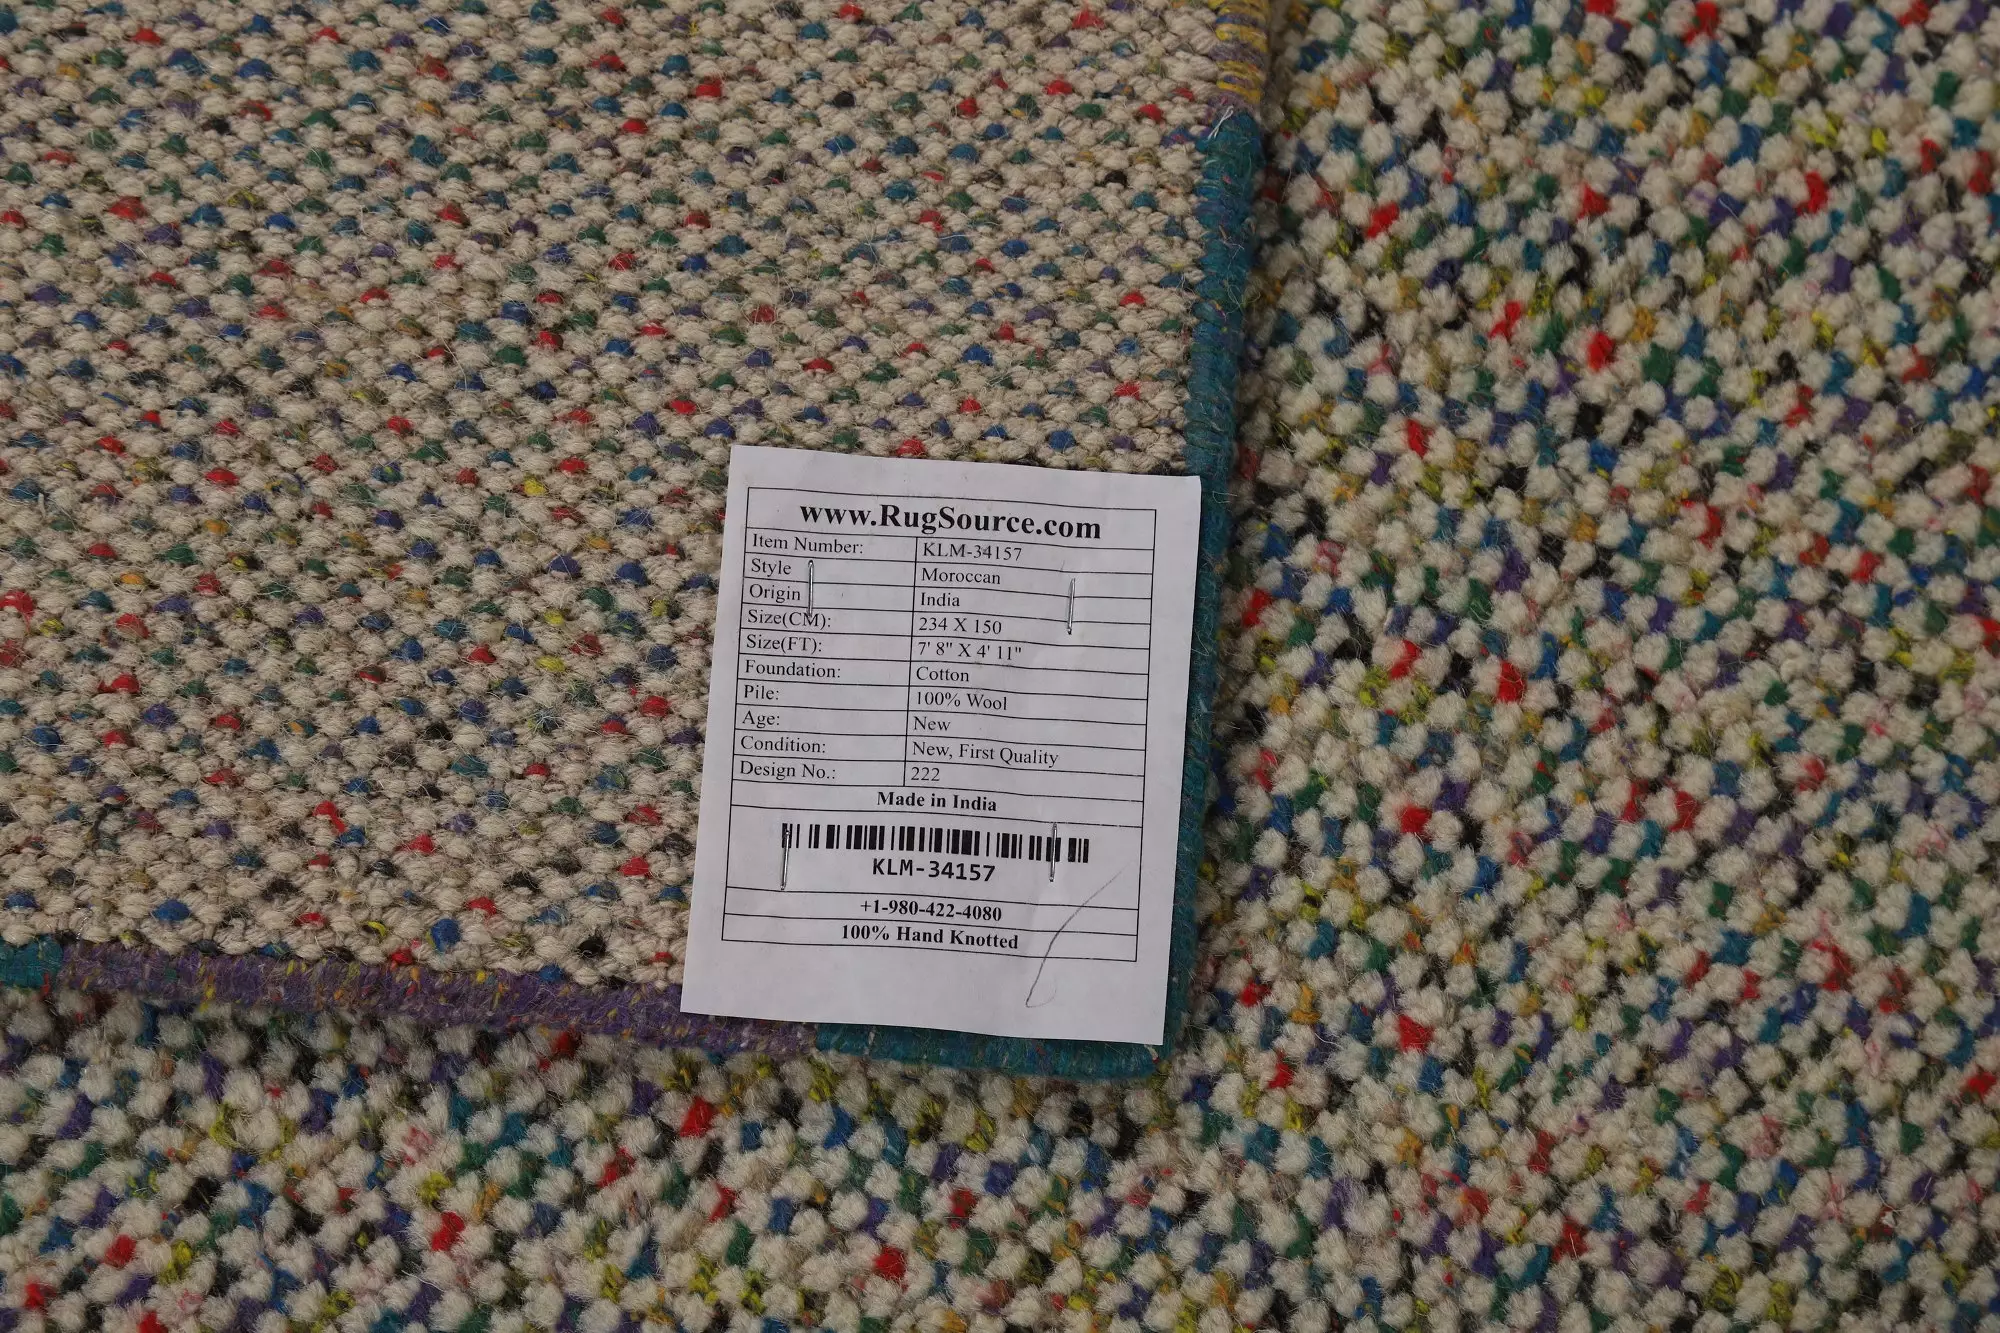 www.RugSource.com
Item Number: KLM-34157
Style Moroccan
Origin India
Size(CM): 234 X 150
Size(FT): 7' 8" X 4' 11"
Foundation: Cotton
Pile: 100% Wool
Age: New
Condition: New, First Quality
Design No.: 222
Made in India
KLM-34157
+1-980-422-4080
100% Hand Knotted